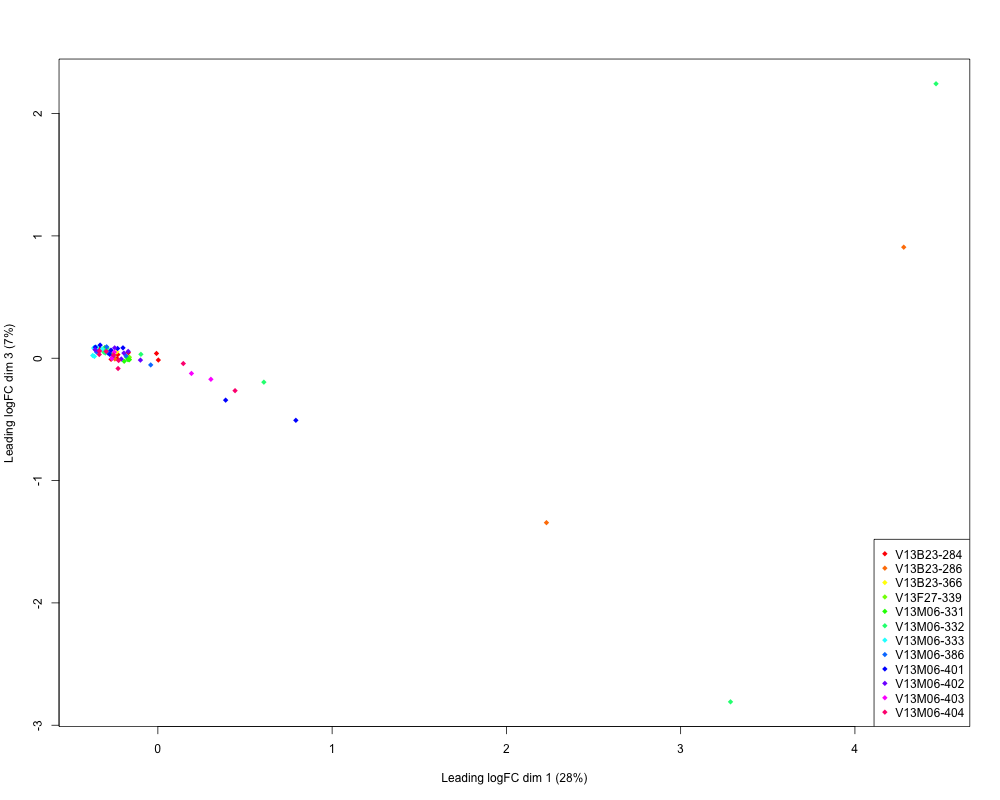 2
1
0
-1
-2
-3
Leading logFC dim 3 (7%)
0
1
2
3
4
Leading logFC dim 1 (28%)
V13B23-284
V13B23-286
V13B23-366
V13F27-339
V13M06-331
V13M06-332
V13M06-333
V13M06-386
V13M06-401
V13M06-402
V13M06-403
V13M06-404